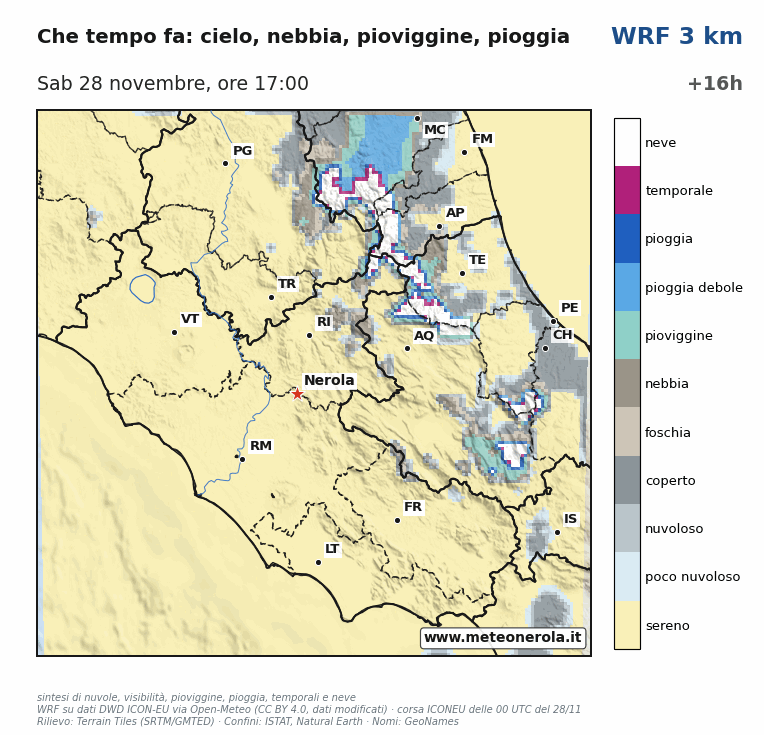 Che tempo fa: cielo, nebbia, pioviggine, pioggia
WRF 3 km
Sab 28 novembre, ore 17:00
+16h
MC
FM
PG
AP
TE
TR
PE
VT
RI
AQ
CH
Nerola
RM
FR
IS
LT
www.meteonerola.it
neve
temporale
pioggia
pioggia debole
pioviggine
nebbia
foschia
coperto
nuvoloso
poco nuvoloso
sereno
sintesi di nuvole, visibilità, pioviggine, pioggia, temporali e neve
WRF su dati DWD ICON-EU via Open-Meteo (CC BY 4.0, dati modificati) · corsa ICONEU delle 00 UTC del 28/11
Rilievo: Terrain Tiles (SRTM/GMTED) · Confini: ISTAT, Natural Earth · Nomi: GeoNames